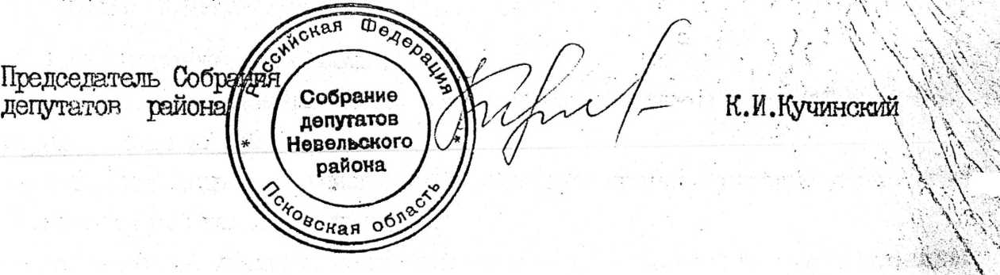 Председатель Собрания
депутатов района
Российская Федерация
Собрание
депутатов
Невельского
района
* Псковская область *
К.И.Кучинский